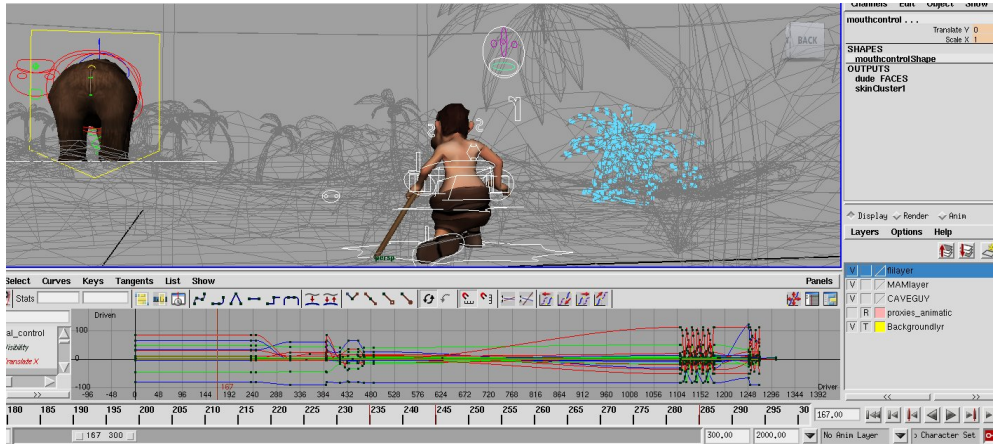 Channels Edit Object Show
mouthcontrol . . .
Translate Y 0
Scale X 1
SHAPES
mouthcontrolShape
OUTPUTS
dude_FACES
skinCluster1
BACK
persp
Display Render Anim
Layers Options Help
V fillayer
V MAMlayer
V CAVEGUY
R proxies_animatic
V T Backgroundlyr
Select Curves Keys Tangents List Show Panels
Stats
al_control
Visibility
Translate X
Driven
100
0
-100
167
-96 -48 0 48 96 144 192 240 288 336 384 432 480 528 576 624 672 720 768 816 864 912 960 1008 1056 1104 1152 1200 1248 1296 1344 1392
Driver
>>
<< >>
180 185 190 195 200 205 210 215 220 225 230 235 240 245 250 255 260 265 270 275 280 285 290 295 30
167.00
167 300
300.00 2000.00 No Anim Layer Character Set